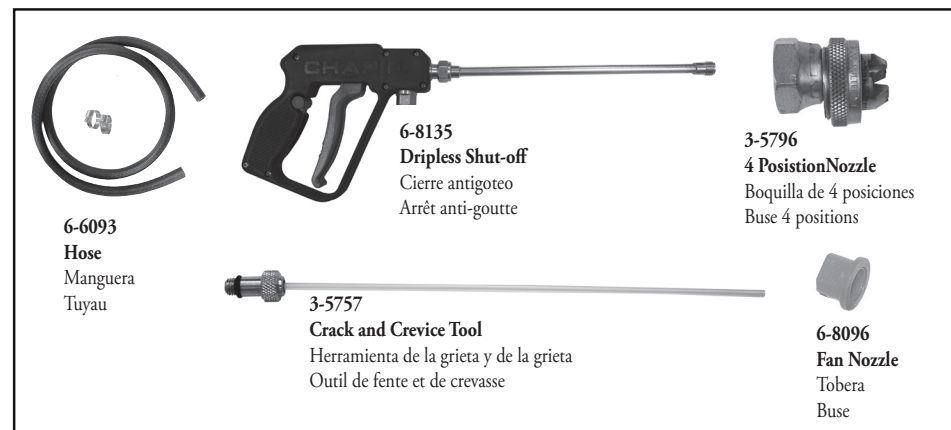 CHAPIN
6-8135
Dripless Shut-off
Cierre antigoteo
Arrêt anti-goutte
3-5796
4 PosistionNozzle
Boquilla de 4 posiciones
Buse 4 positions
6-6093
Hose
Manguera
Tuyau
3-5757
Crack and Crevice Tool
Herramienta de la grieta y de la grieta
Outil de fente et de crevasse
6-8096
Fan Nozzle
Tobera
Buse